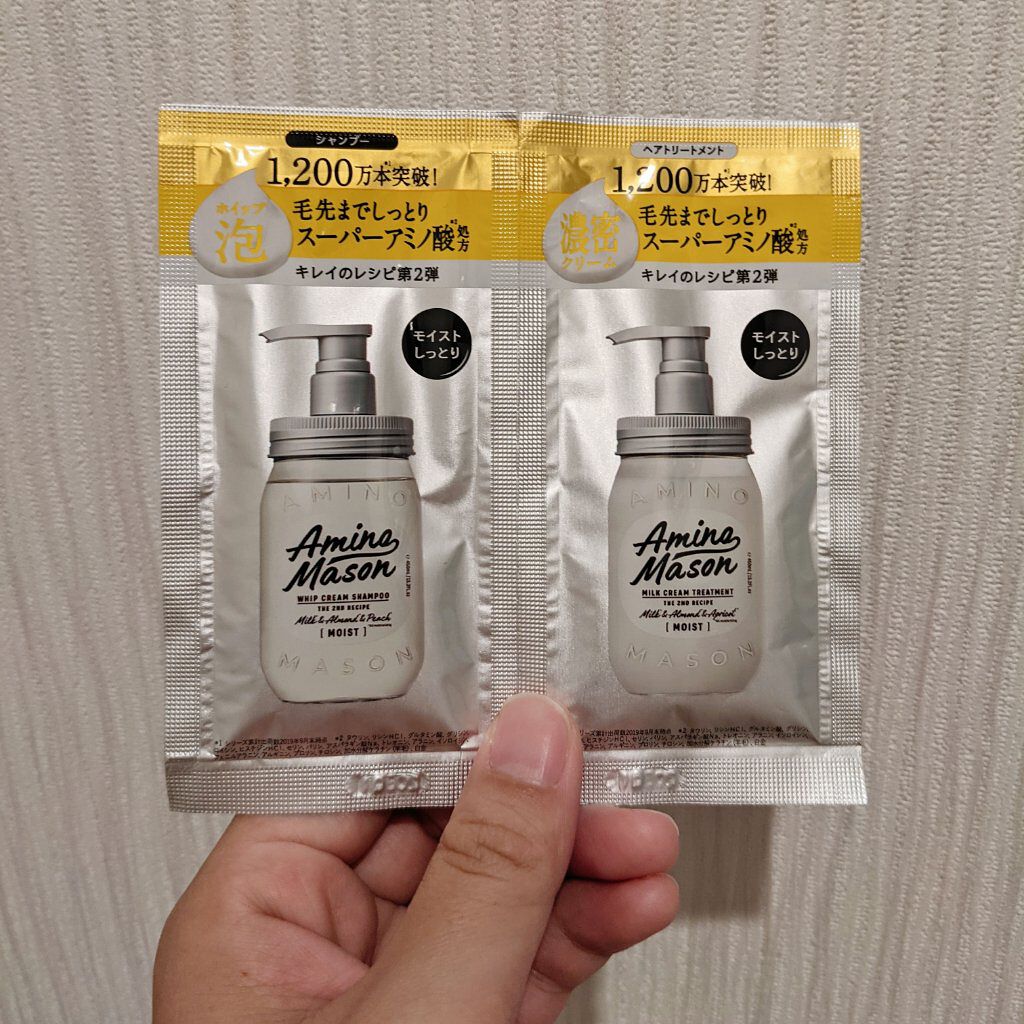 シャンプー
1,200万本突破!
*1
ホイップ
泡
毛先までしっとり
スーパーアミノ酸処方
*2
キレイのレシピ第2弾
モイスト
しっとり
AMINO
Amino
Mason
WHIP CREAM SHAMPOO
THE 2ND RECIPE
Milk & Almond & Peach
[ MOIST ]
MASON
ヘアトリートメント
1,200万本突破!
*1
濃密
クリーム
毛先までしっとり
スーパーアミノ酸処方
*2
キレイのレシピ第2弾
モイスト
しっとり
AMINO
Amino
Mason
MILK CREAM TREATMENT
THE 2ND RECIPE
Milk & Almond & Apricot
[ MOIST ]
MASON